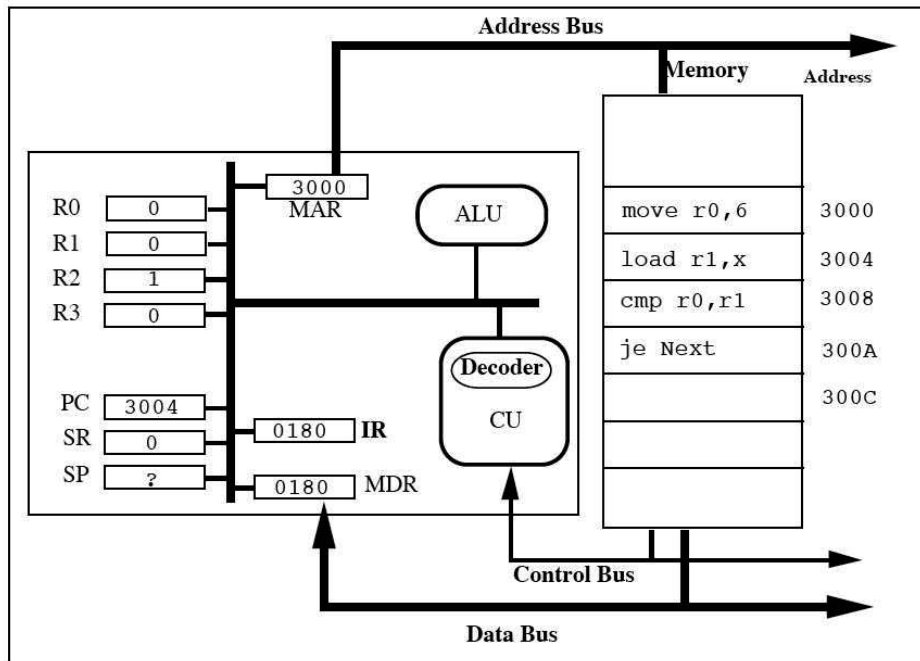 Address Bus
Memory
Address
3000
MAR
R0 0
R1 0
R2 1
R3 0
ALU
move r0,6 3000
load r1,x 3004
cmp r0,r1 3008
je Next 300A
300C
Decoder
CU
PC 3004
SR 0
SP ?
0180 IR
0180 MDR
Control Bus
Data Bus